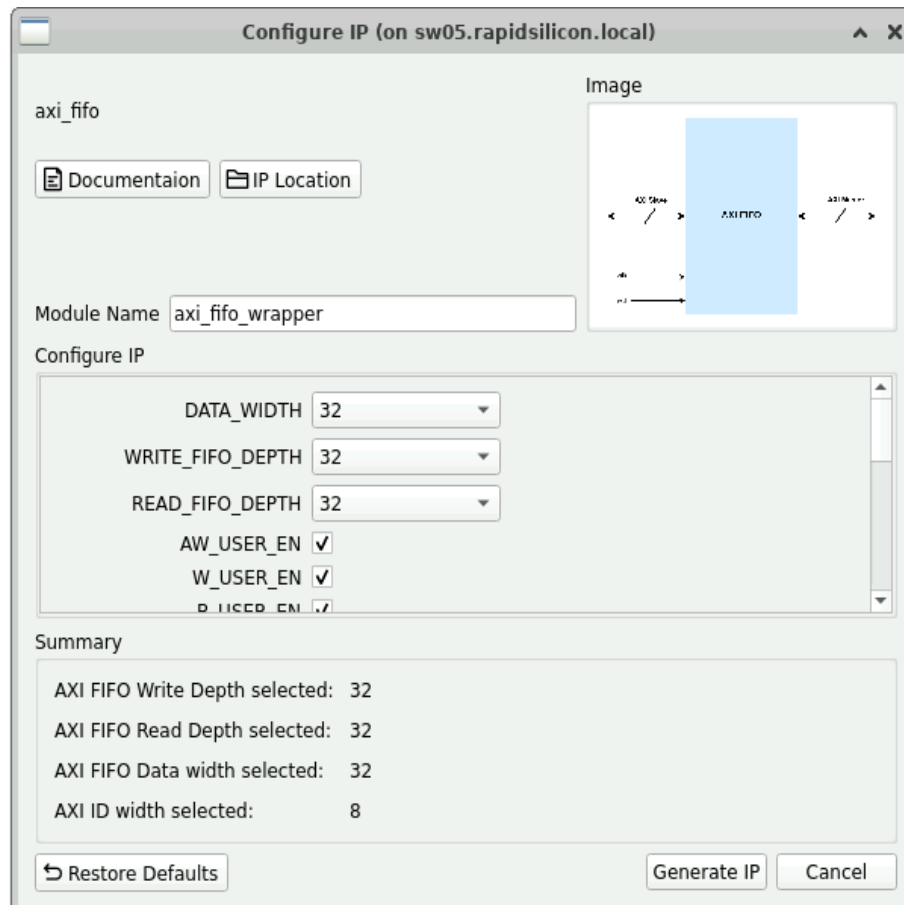 Configure IP (on sw05.rapidsilicon.local)
axi_fifo
Image
Documentaion
IP Location
AXI FIFO
Module Name axi_fifo_wrapper
Configure IP
DATA_WIDTH 32
WRITE_FIFO_DEPTH 32
READ_FIFO_DEPTH 32
AW_USER_EN
W_USER_EN
Summary
AXI FIFO Write Depth selected: 32
AXI FIFO Read Depth selected: 32
AXI FIFO Data width selected: 32
AXI ID width selected: 8
Restore Defaults
Generate IP
Cancel